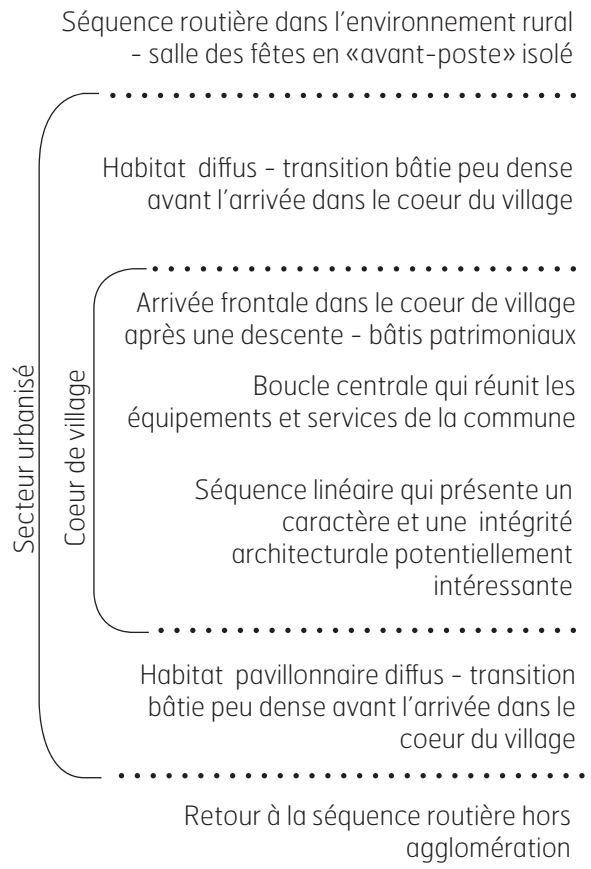 Séquence routière dans l'environnement rural
- salle des fêtes en «avant-poste» isolé
Habitat diffus - transition bâtie peu dense
avant l'arrivée dans le coeur du village
Arrivée frontale dans le coeur de village
après une descente - bâtis patrimoniaux
Boucle centrale qui réunit les
équipements et services de la commune
Séquence linéaire qui présente un
caractère et une intégrité
architecturale potentiellement
intéressante
Habitat pavillonnaire diffus - transition
bâtie peu dense avant l'arrivée dans le
coeur du village
Retour à la séquence routière hors
agglomération
Secteur urbanisé
Coeur de village